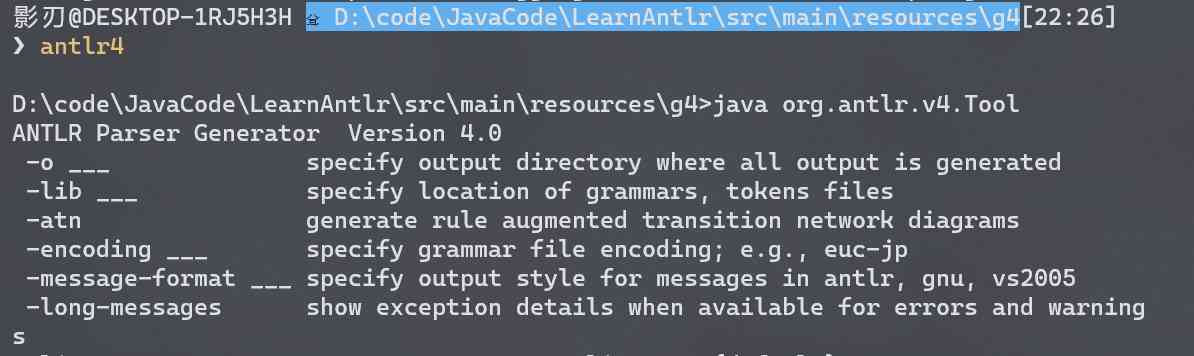 影刃@DESKTOP-1RJ5H3H D:\code\JavaCode\LearnAntlr\src\main\resources\g4[22:26]
❯ antlr4
D:\code\JavaCode\LearnAntlr\src\main\resources\g4>java org.antlr.v4.Tool
ANTLR Parser Generator  Version 4.0
 -o ___              specify output directory where all output is generated
 -lib ___            specify location of grammars, tokens files
 -atn                generate rule augmented transition network diagrams
 -encoding ___       specify grammar file encoding; e.g., euc-jp
 -message-format ___ specify output style for messages in antlr, gnu, vs2005
 -long-messages      show exception details when available for errors and warning
s